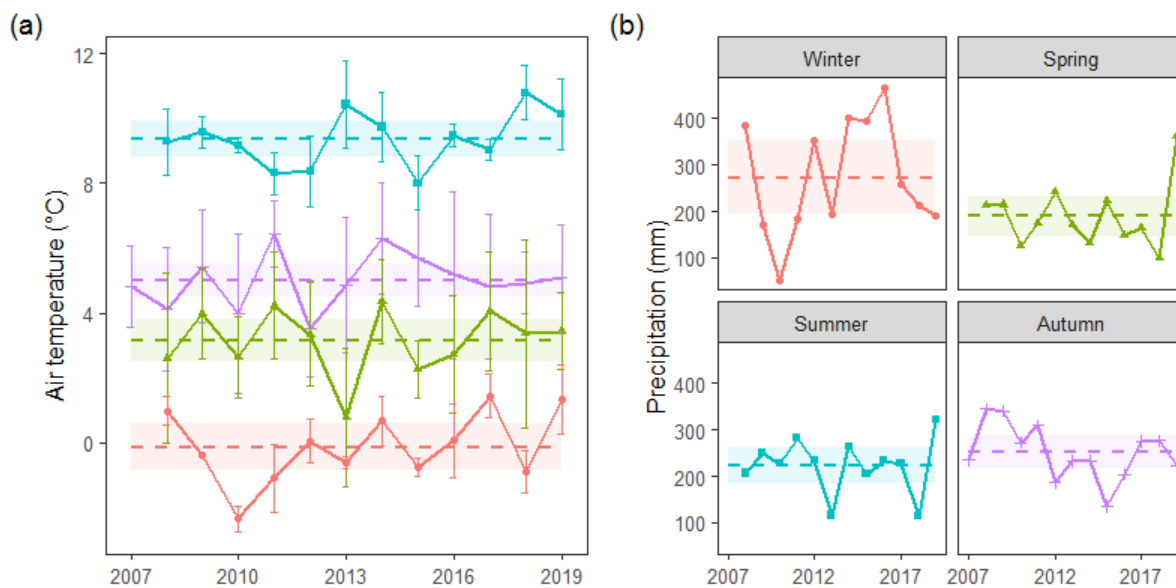 (a)
Air temperature (°C)
12
8
4
0
2007 2010 2013 2016 2019
(b)
Precipitation (mm)
Winter Spring
400
300
200
100
Summer Autumn
400
300
200
100
2007 2012 2017 2007 2012 2017